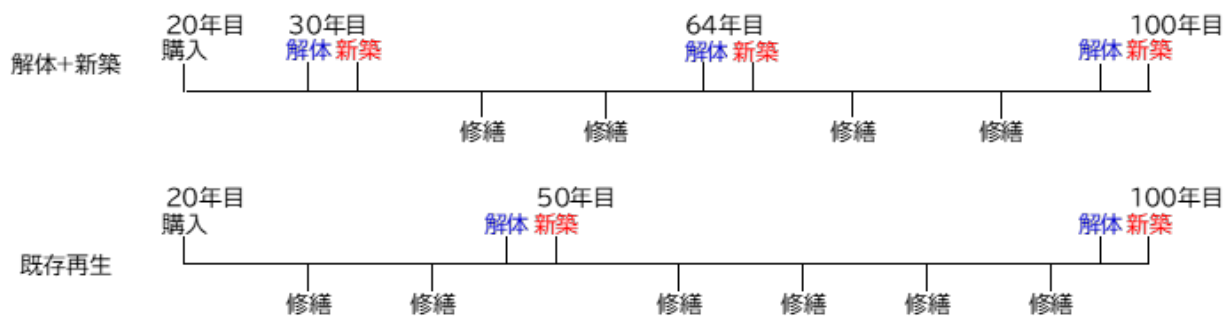 20年目 30年目 64年目 100年目
購入 解体 新築 解体 新築 解体 新築
解体+新築
修繕 修繕 修繕 修繕
20年目 50年目 100年目
購入 解体 新築 解体 新築
既存再生
修繕 修繕 修繕 修繕 修繕 修繕